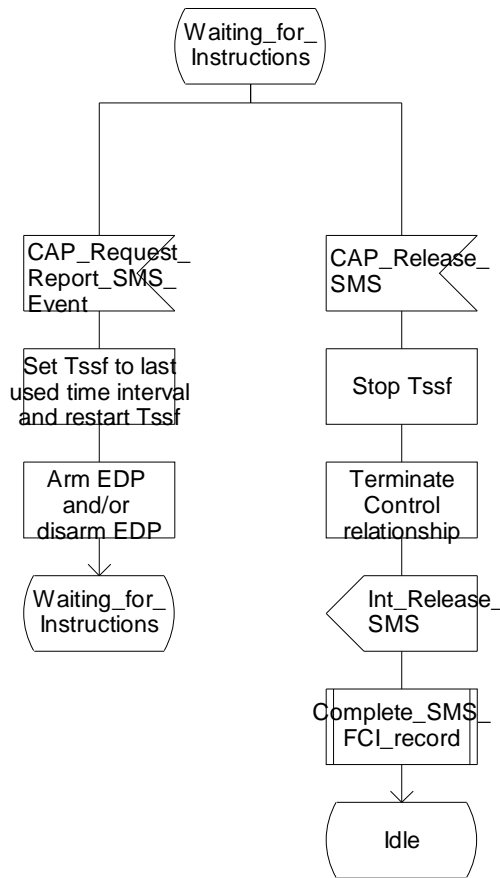 Waiting_for_
Instructions
CAP_Request_
Report_SMS_
Event
Set Tssf to last
used time interval
and restart Tssf
Arm EDP
and/or
disarm EDP
Waiting_for_
Instructions
CAP_Release_
SMS
Stop Tssf
Terminate
Control
relationship
Int_Release_
SMS
Complete_SMS_
FCI_record
Idle